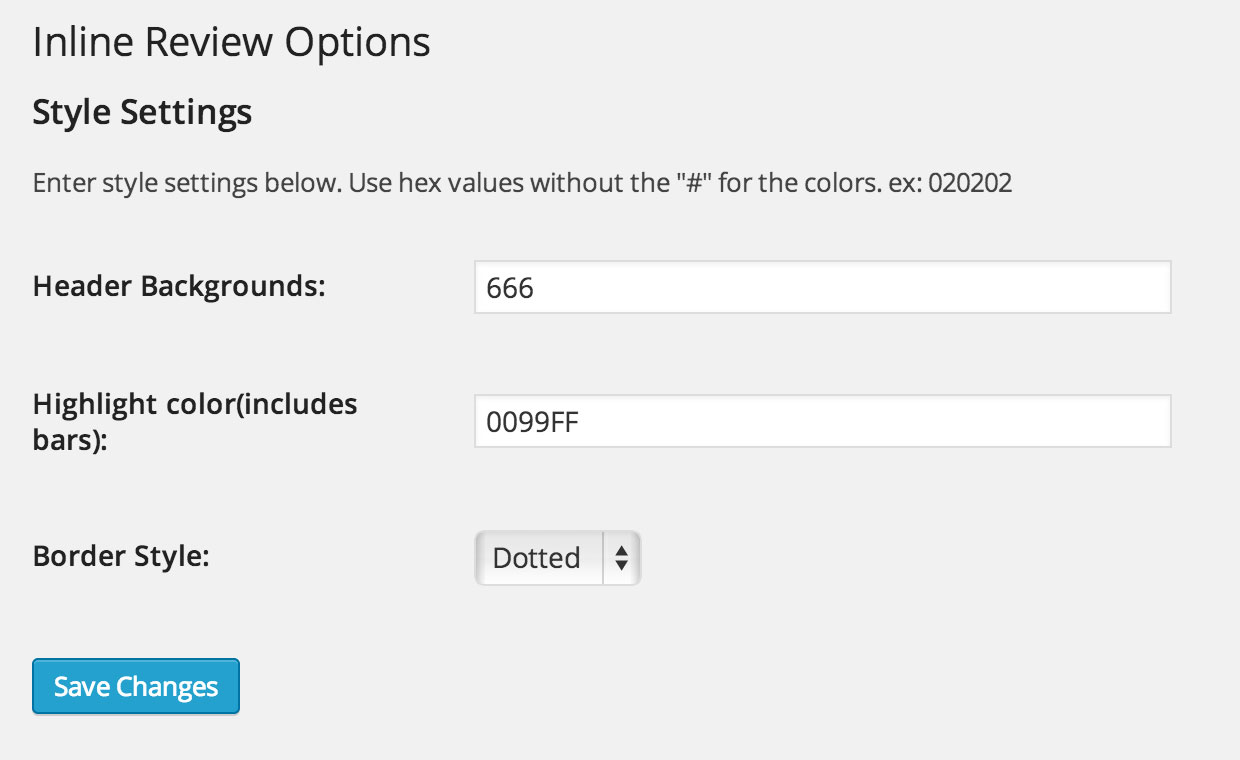 Inline Review Options
Style Settings
Enter style settings below. Use hex values without the "#" for the colors. ex: 020202
Header Backgrounds:
666
Highlight color(includes
bars):
0099FF
Border Style:
Dotted
Save Changes